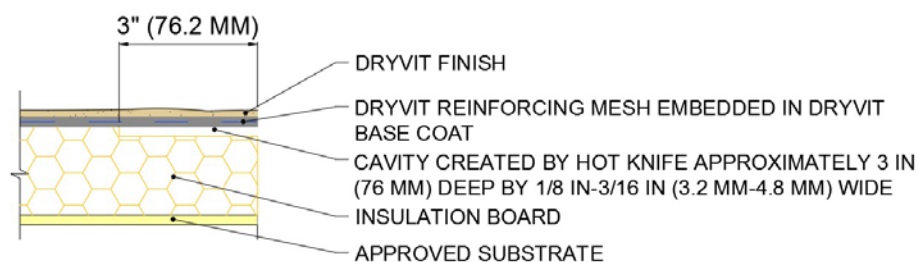 3" (76.2 MM)
DRYVIT FINISH
DRYVIT REINFORCING MESH EMBEDDED IN DRYVIT
BASE COAT
CAVITY CREATED BY HOT KNIFE APPROXIMATELY 3 IN
(76 MM) DEEP BY 1/8 IN-3/16 IN (3.2 MM-4.8 MM) WIDE
INSULATION BOARD
APPROVED SUBSTRATE